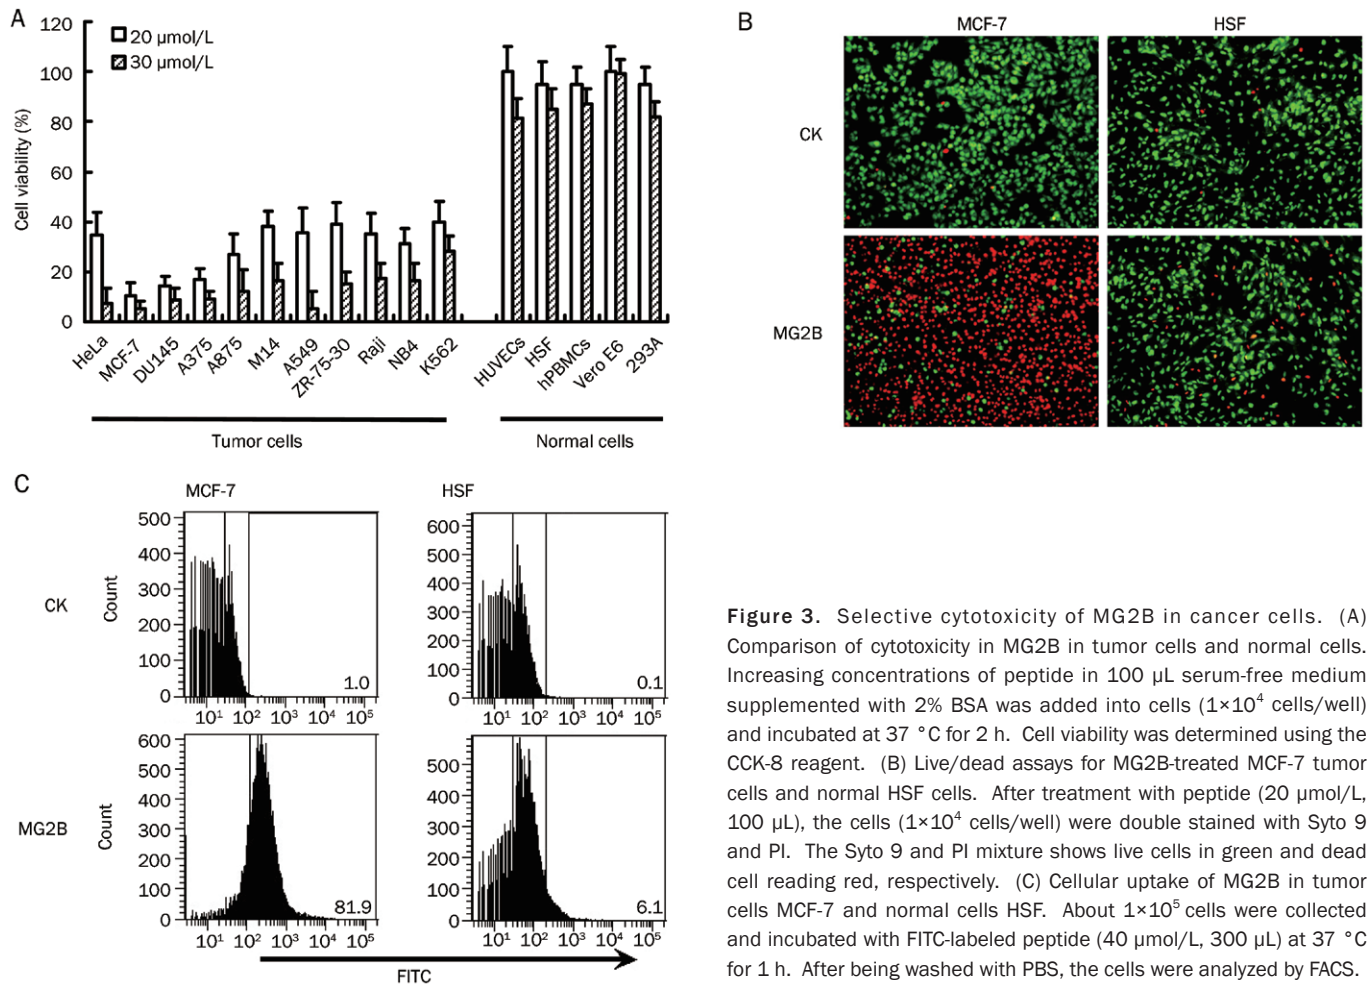 A
120
100
80
60
40
20
0
Cell viability (%)
20 µmol/L
30 µmol/L
HeLa
MCF-7
DU145
A375
A875
M14
A549
ZR-75-30
Raji
NB4
K562
HUVECs
HSF
hPBMCs
Vero E6
293A
Tumor cells
Normal cells
B
MCF-7
HSF
CK
MG2B
C
MCF-7
HSF
CK
Count
500
400
300
200
100
0
1.0
10¹ 10² 10³ 10⁴ 10⁵
600
500
400
300
200
100
0
0.1
10¹ 10² 10³ 10⁴ 10⁵
MG2B
Count
600
500
400
300
200
100
0
81.9
10¹ 10² 10³ 10⁴ 10⁵
500
400
300
200
100
0
6.1
10¹ 10² 10³ 10⁴ 10⁵
FITC
Figure 3. Selective cytotoxicity of MG2B in cancer cells. (A)
Comparison of cytotoxicity in MG2B in tumor cells and normal cells.
Increasing concentrations of peptide in 100 µL serum-free medium
supplemented with 2% BSA was added into cells (1×10⁴ cells/well)
and incubated at 37 °C for 2 h. Cell viability was determined using the
CCK-8 reagent. (B) Live/dead assays for MG2B-treated MCF-7 tumor
cells and normal HSF cells. After treatment with peptide (20 µmol/L,
100 µL), the cells (1×10⁴ cells/well) were double stained with Syto 9
and PI. The Syto 9 and PI mixture shows live cells in green and dead
cell reading red, respectively. (C) Cellular uptake of MG2B in tumor
cells MCF-7 and normal cells HSF. About 1×10⁵ cells were collected
and incubated with FITC-labeled peptide (40 µmol/L, 300 µL) at 37 °C
for 1 h. After being washed with PBS, the cells were analyzed by FACS.